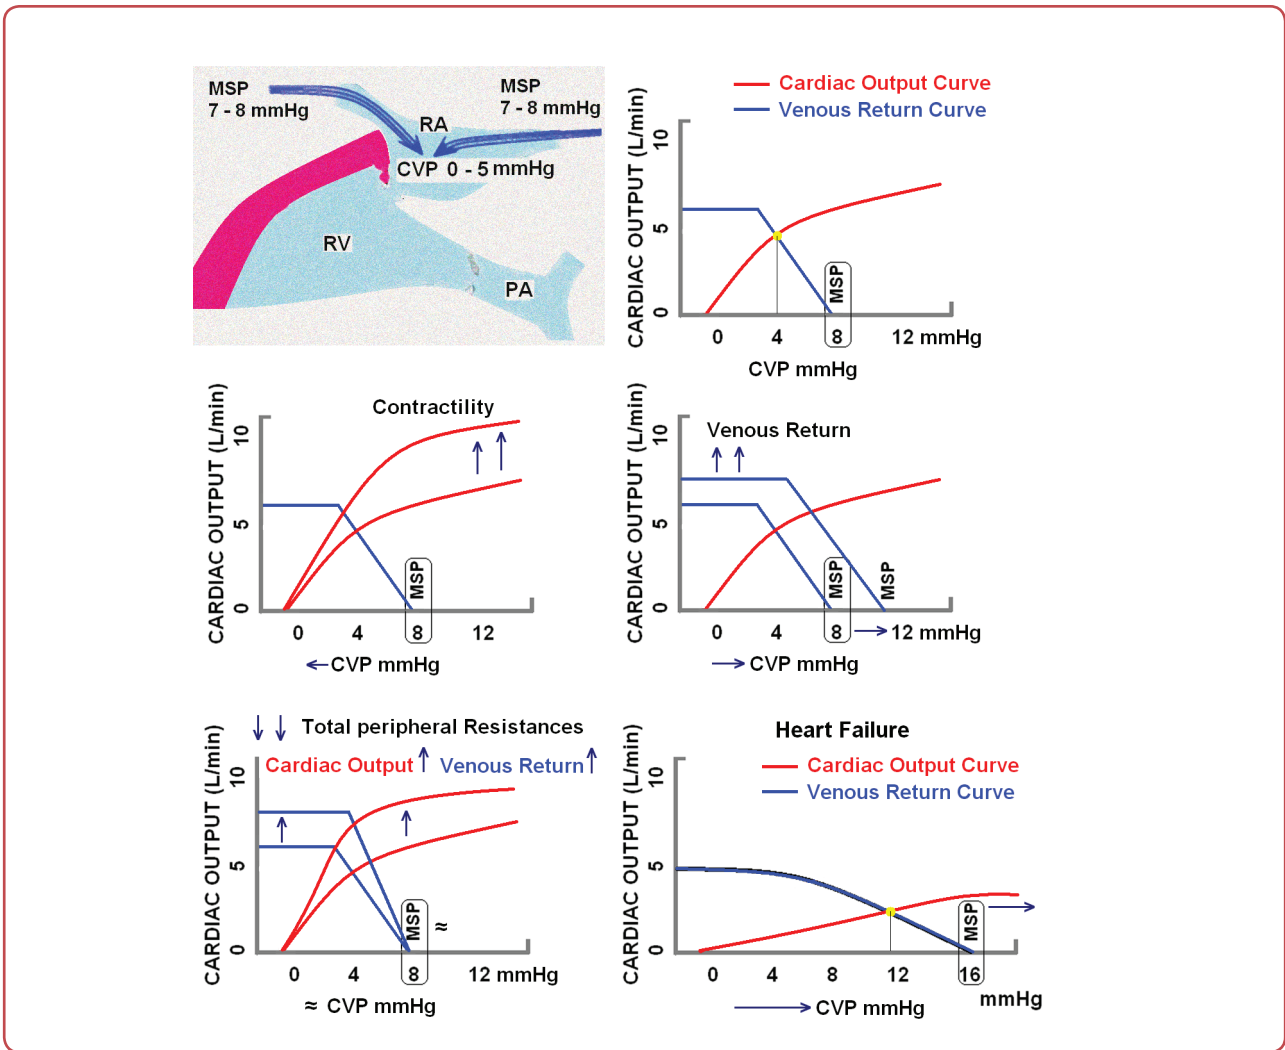 MSP
7 - 8 mmHg
MSP
7 - 8 mmHg
RA
CVP 0 - 5 mmHg
RV
PA
Cardiac Output Curve
Venous Return Curve
CARDIAC OUTPUT (L/min)
10
5
0
MSP
0 4 8 12 mmHg
CVP mmHg
Contractility
↑ ↑
CARDIAC OUTPUT (L/min)
10
5
0
MSP
0 4 8 12
← CVP mmHg
Venous Return
↑ ↑
CARDIAC OUTPUT (L/min)
10
5
0
MSP
MSP
0 4 8 → 12 mmHg
→ CVP mmHg
↓ ↓ Total peripheral Resistances
Cardiac Output ↑ Venous Return ↑
CARDIAC OUTPUT (L/min)
10
5
0
↑
↑
MSP ≈
0 4 8 12 mmHg
≈ CVP mmHg
Heart Failure
Cardiac Output Curve
Venous Return Curve
CARDIAC OUTPUT (L/min)
10
5
0
MSP →
0 4 8 12 16
mmHg
→ CVP mmHg